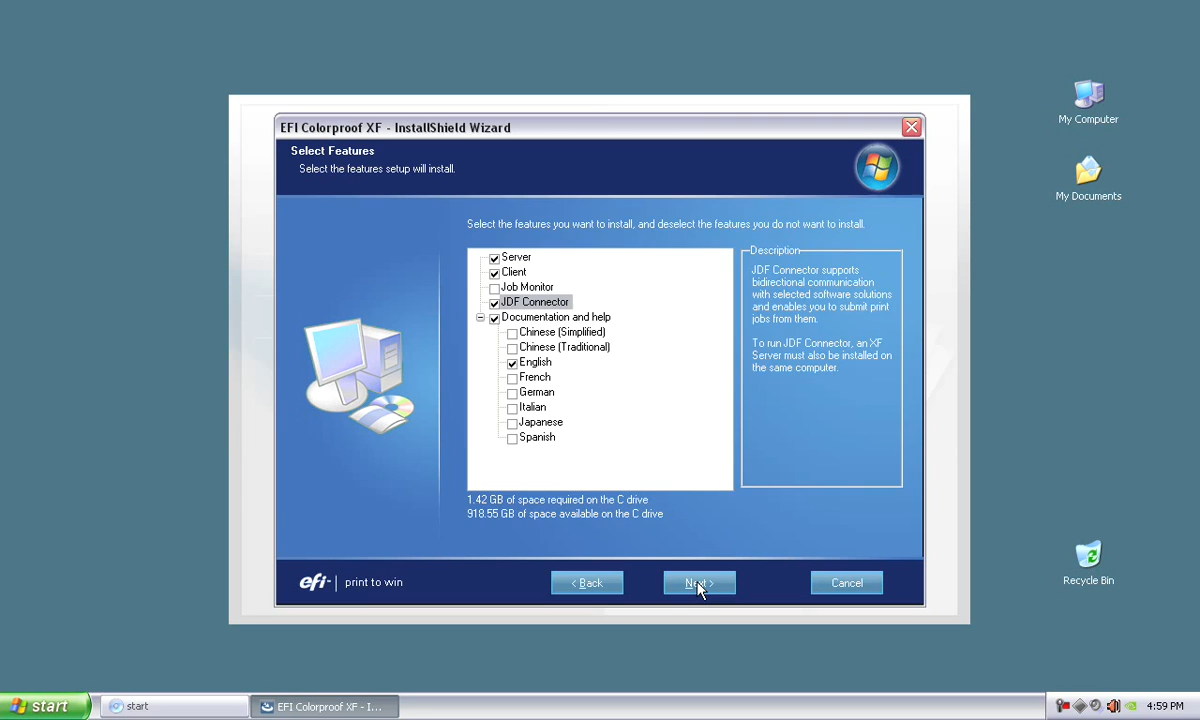 EFI Colorproof XF - InstallShield Wizard
Select Features
Select the features setup will install.
Select the features you want to install, and deselect the features you do not want to install.
Server
Client
Job Monitor
JDF Connector
Documentation and help
Chinese (Simplified)
Chinese (Traditional)
English
French
German
Italian
Japanese
Spanish
Description
JDF Connector supports
bidirectional communication
with selected software solutions
and enables you to submit print
jobs from them.
To run JDF Connector, an XF
Server must also be installed on
the same computer.
1.42 GB of space required on the C drive
918.55 GB of space available on the C drive
efi
print to win
< Back
Next >
Cancel
My Computer
My Documents
Recycle Bin
start
start
EFI Colorproof XF - I...
4:59 PM